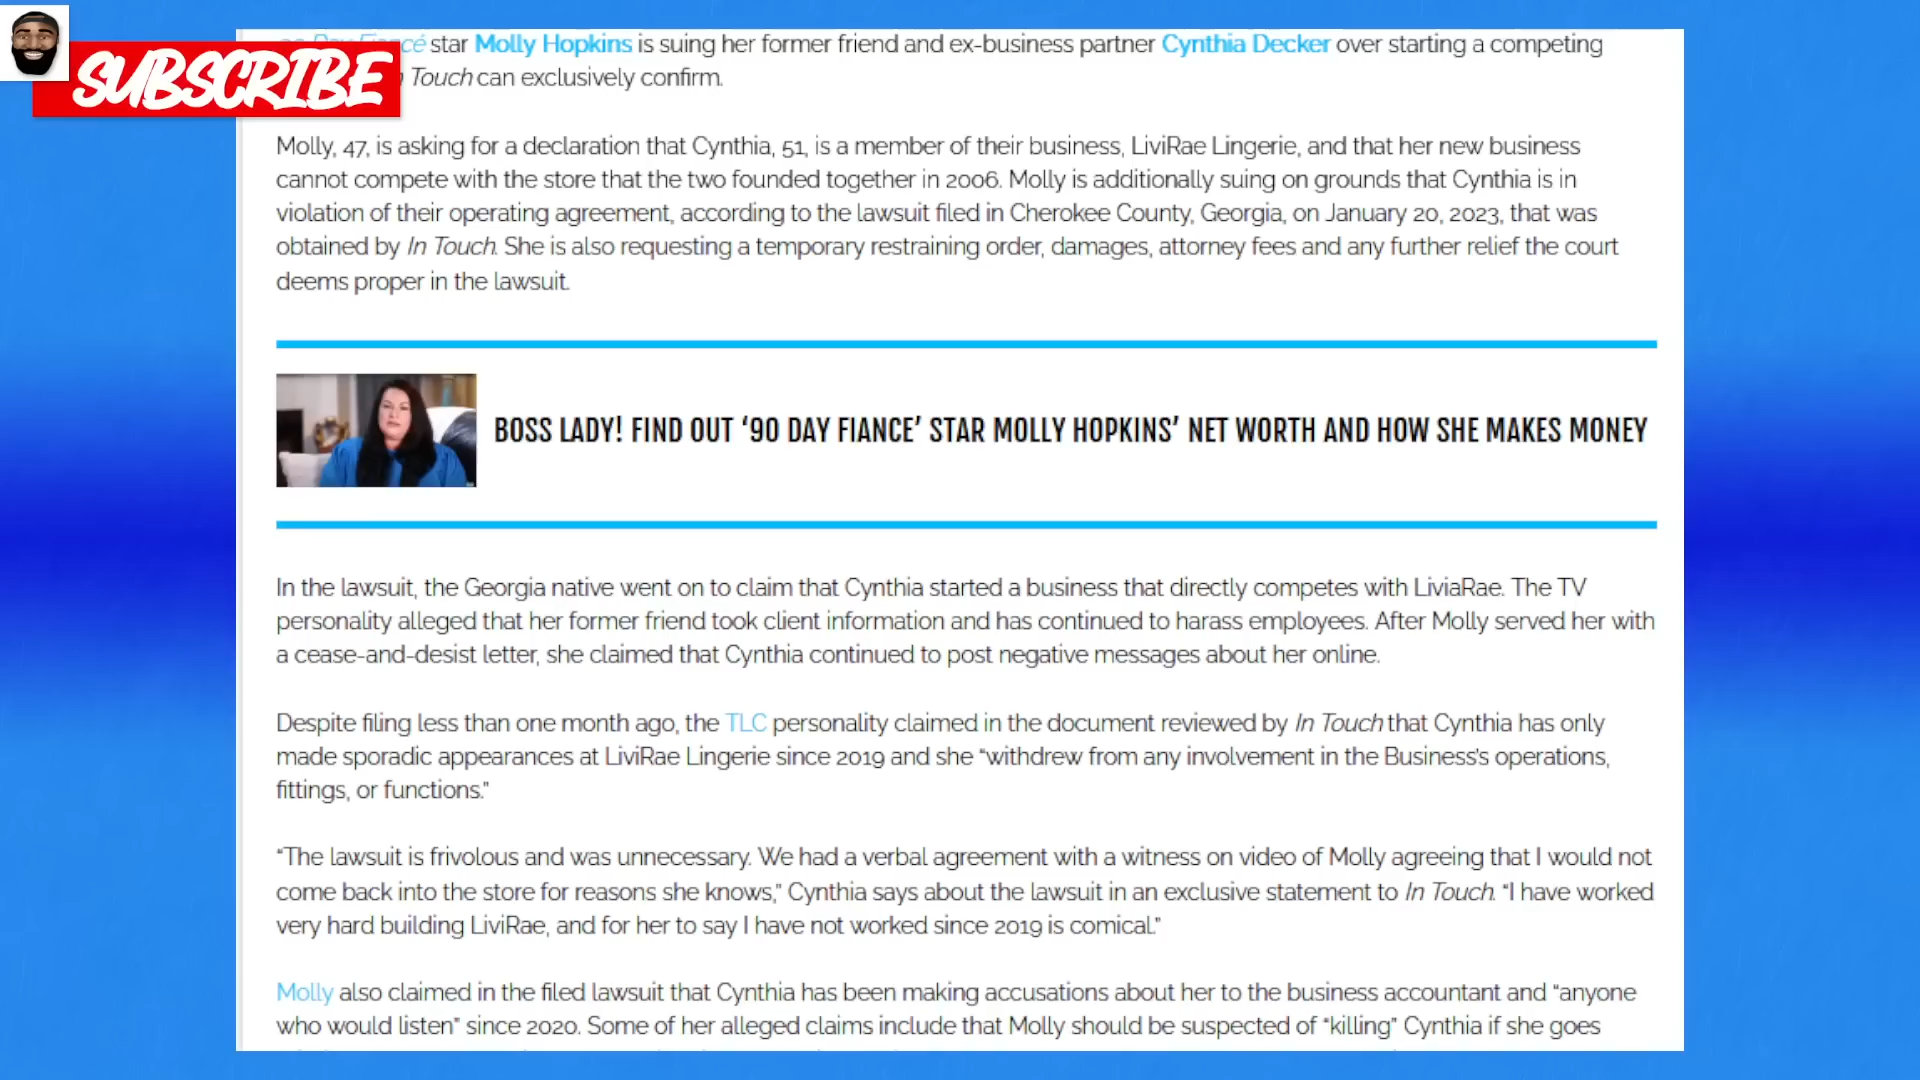 SUBSCRIBE
star Molly Hopkins is suing her former friend and ex-business partner Cynthia Decker over starting a competing
Touch can exclusively confirm.
Molly, 47, is asking for a declaration that Cynthia, 51, is a member of their business, LiviRae Lingerie, and that her new business
cannot compete with the store that the two founded together in 2006. Molly is additionally suing on grounds that Cynthia is in
violation of their operating agreement, according to the lawsuit filed in Cherokee County, Georgia, on January 20, 2023, that was
obtained by In Touch. She is also requesting a temporary restraining order, damages, attorney fees and any further relief the court
deems proper in the lawsuit.
BOSS LADY! FIND OUT ‘90 DAY FIANCE’ STAR MOLLY HOPKINS’ NET WORTH AND HOW SHE MAKES MONEY
In the lawsuit, the Georgia native went on to claim that Cynthia started a business that directly competes with LiviaRae. The TV
personality alleged that her former friend took client information and has continued to harass employees. After Molly served her with
a cease-and-desist letter, she claimed that Cynthia continued to post negative messages about her online.
Despite filing less than one month ago, the TLC personality claimed in the document reviewed by In Touch that Cynthia has only
made sporadic appearances at LiviRae Lingerie since 2019 and she “withdrew from any involvement in the Business’s operations,
fittings, or functions.”
“The lawsuit is frivolous and was unnecessary. We had a verbal agreement with a witness on video of Molly agreeing that I would not
come back into the store for reasons she knows,” Cynthia says about the lawsuit in an exclusive statement to In Touch. “I have worked
very hard building LiviRae, and for her to say I have not worked since 2019 is comical.”
Molly also claimed in the filed lawsuit that Cynthia has been making accusations about her to the business accountant and “anyone
who would listen” since 2020. Some of her alleged claims include that Molly should be suspected of “killing” Cynthia if she goes